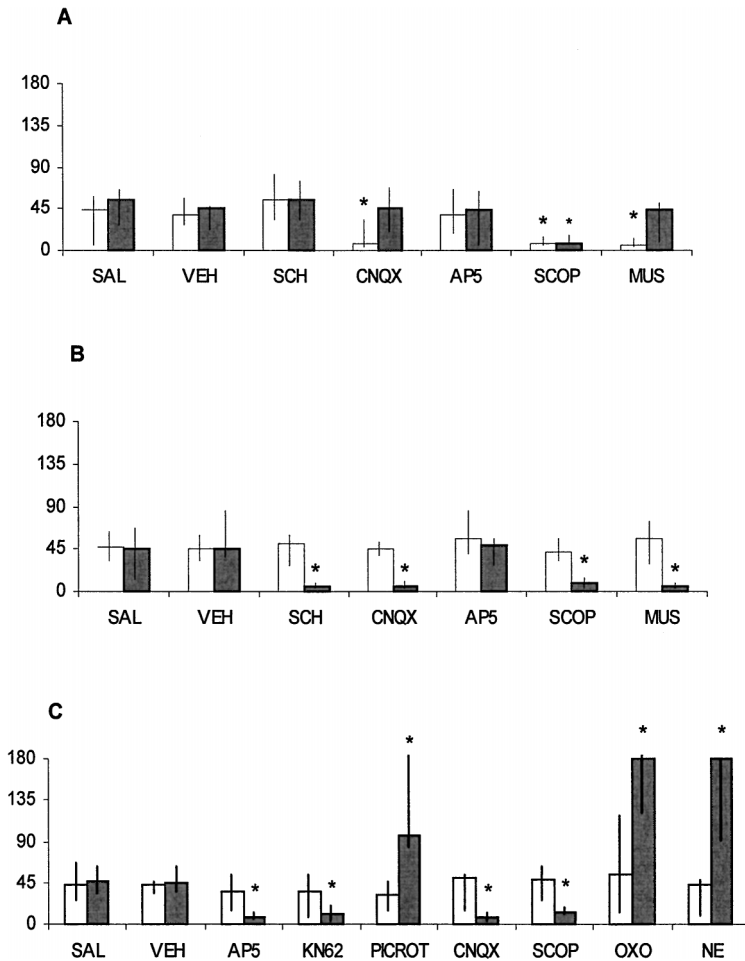 A
180
135
90
45
0
* * * *
SAL VEH SCH CNQX AP5 SCOP MUS
B
180
135
90
45
0
* * * *
SAL VEH SCH CNQX AP5 SCOP MUS
C
* * *
180
135
90
45
0
* * * *
SAL VEH AP5 KN62 PICROT CNQX SCOP OXO NE